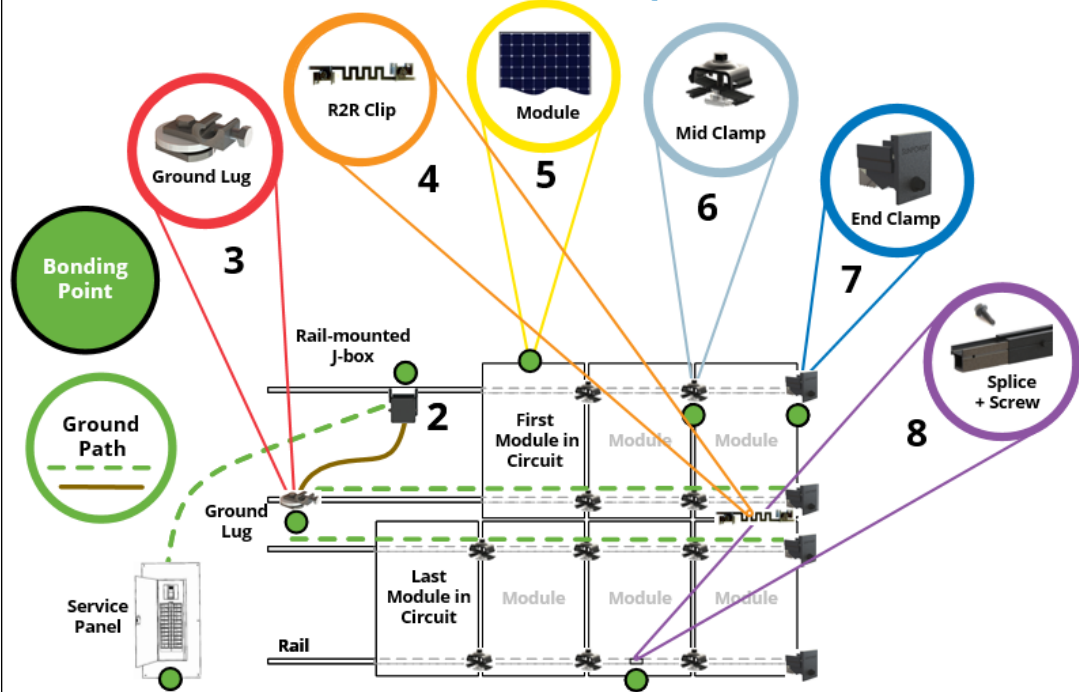 R2R Clip
Module
Mid Clamp
Ground Lug
End Clamp
3
4
5
6
7
8
Bonding
Point
Rail-mounted
J-box
2
Splice
+ Screw
Ground
Path
First
Module in
Circuit
Module
Module
Ground
Lug
Last
Module in
Circuit
Module
Module
Module
Service
Panel
Rail